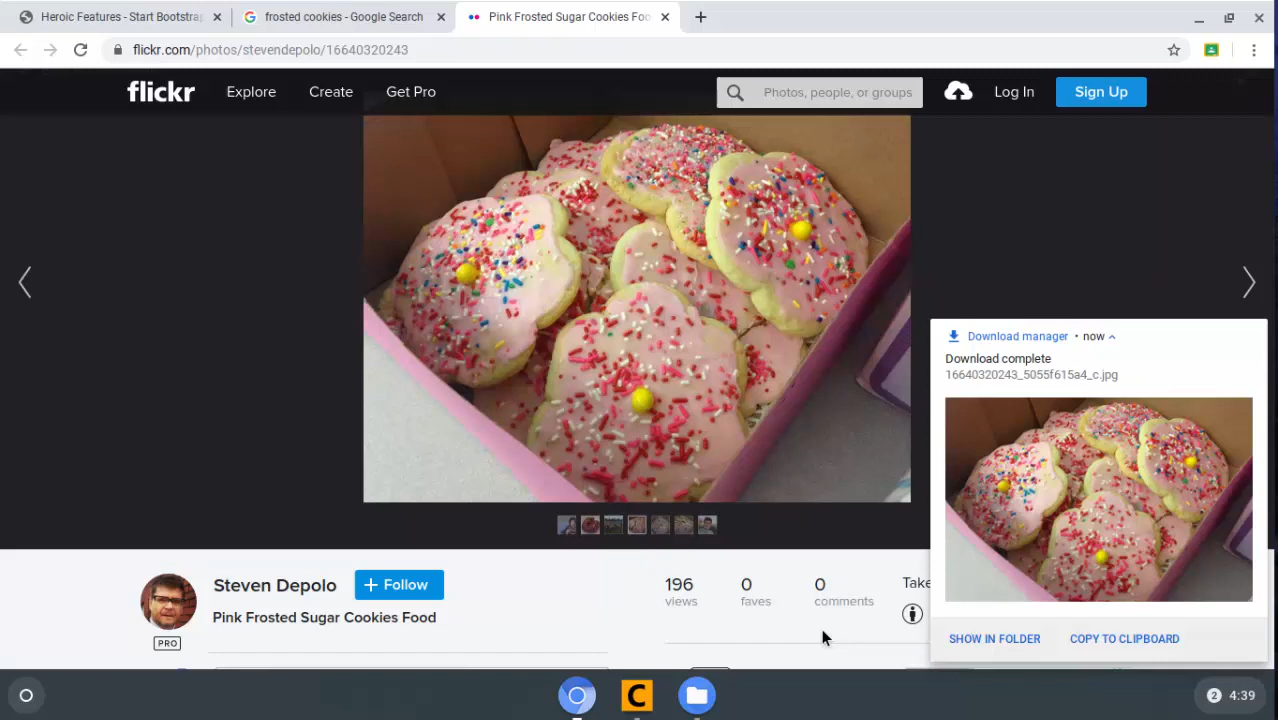 Heroic Features - Start Bootstrap
frosted cookies - Google Search
Pink Frosted Sugar Cookies Foo
flickr.com/photos/stevendepolo/16640320243
flickr
Explore
Create
Get Pro
Photos, people, or groups
Log In
Sign Up
Download manager • now
Download complete
16640320243_5055f615a4_c.jpg
SHOW IN FOLDER
COPY TO CLIPBOARD
Steven Depolo
+ Follow
Pink Frosted Sugar Cookies Food
PRO
196
views
0
faves
0
comments
Take
C
2
4:39